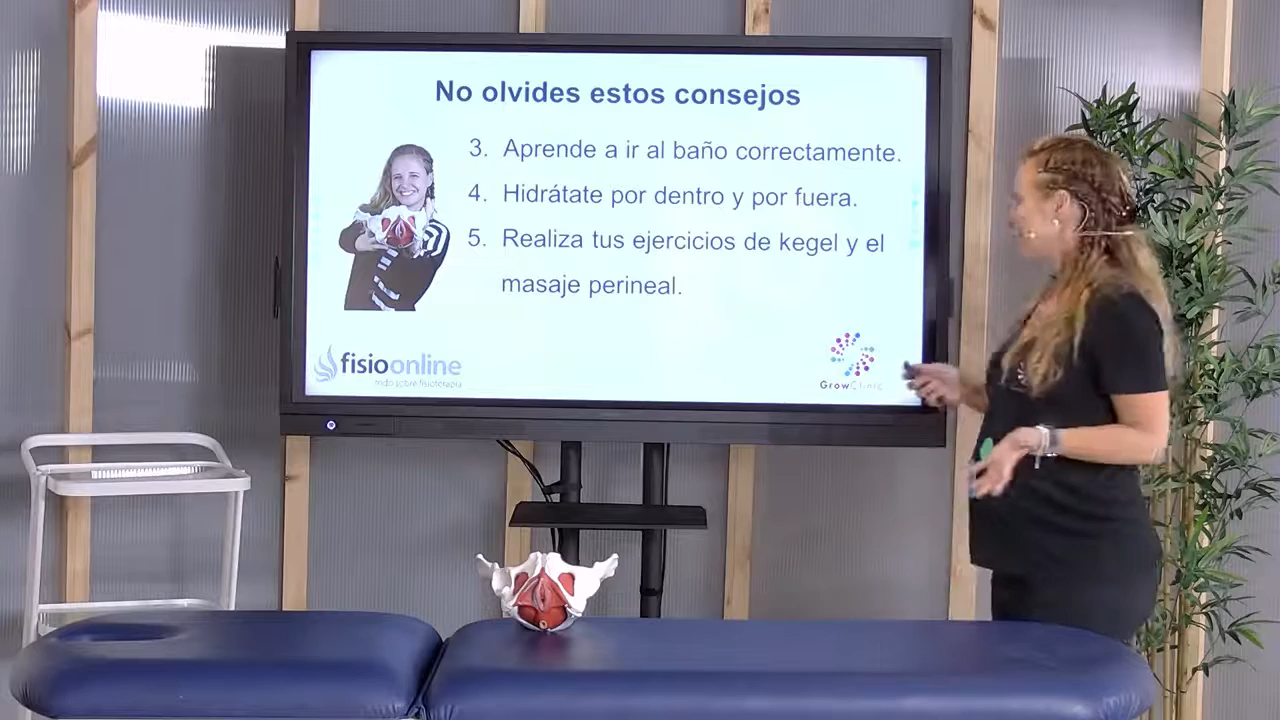 No olvides estos consejos
3. Aprende a ir al baño correctamente.
4. Hidrátate por dentro y por fuera.
5. Realiza tus ejercicios de kegel y el
masaje perineal.
fisioonline
todo sobre fisioterapia
GrowClinic